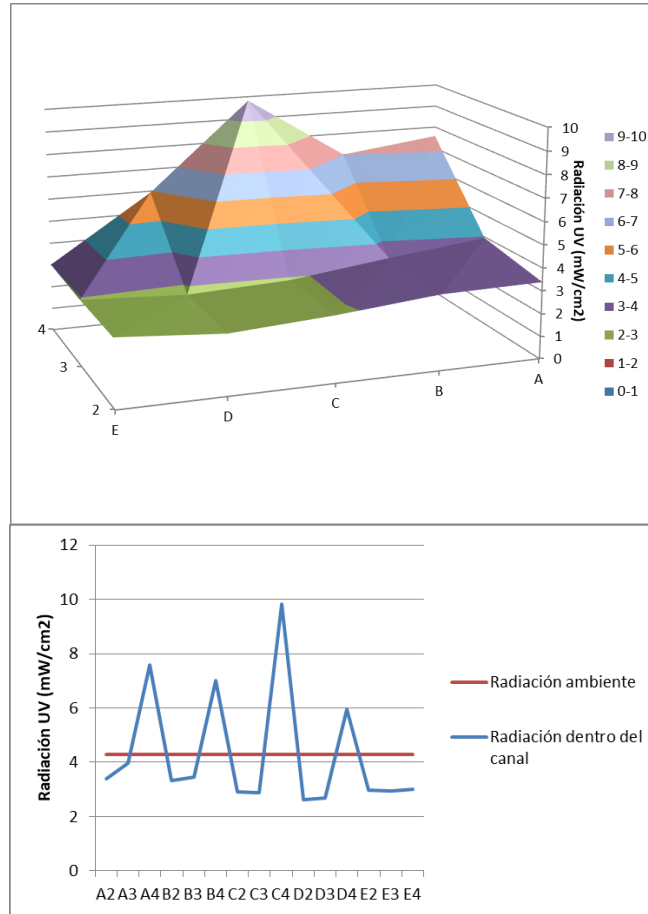 10
9
8
7
6
5
4
3
2
1
0
Radiación UV (mW/cm2)
9-10
8-9
7-8
6-7
5-6
4-5
3-4
2-3
1-2
0-1
4
3
2
E
D
C
B
A
12
10
8
6
4
2
0
Radiación UV (mW/cm2)
A2 A3 A4 B2 B3 B4 C2 C3 C4 D2 D3 D4 E2 E3 E4
Radiación ambiente
Radiación dentro del
canal